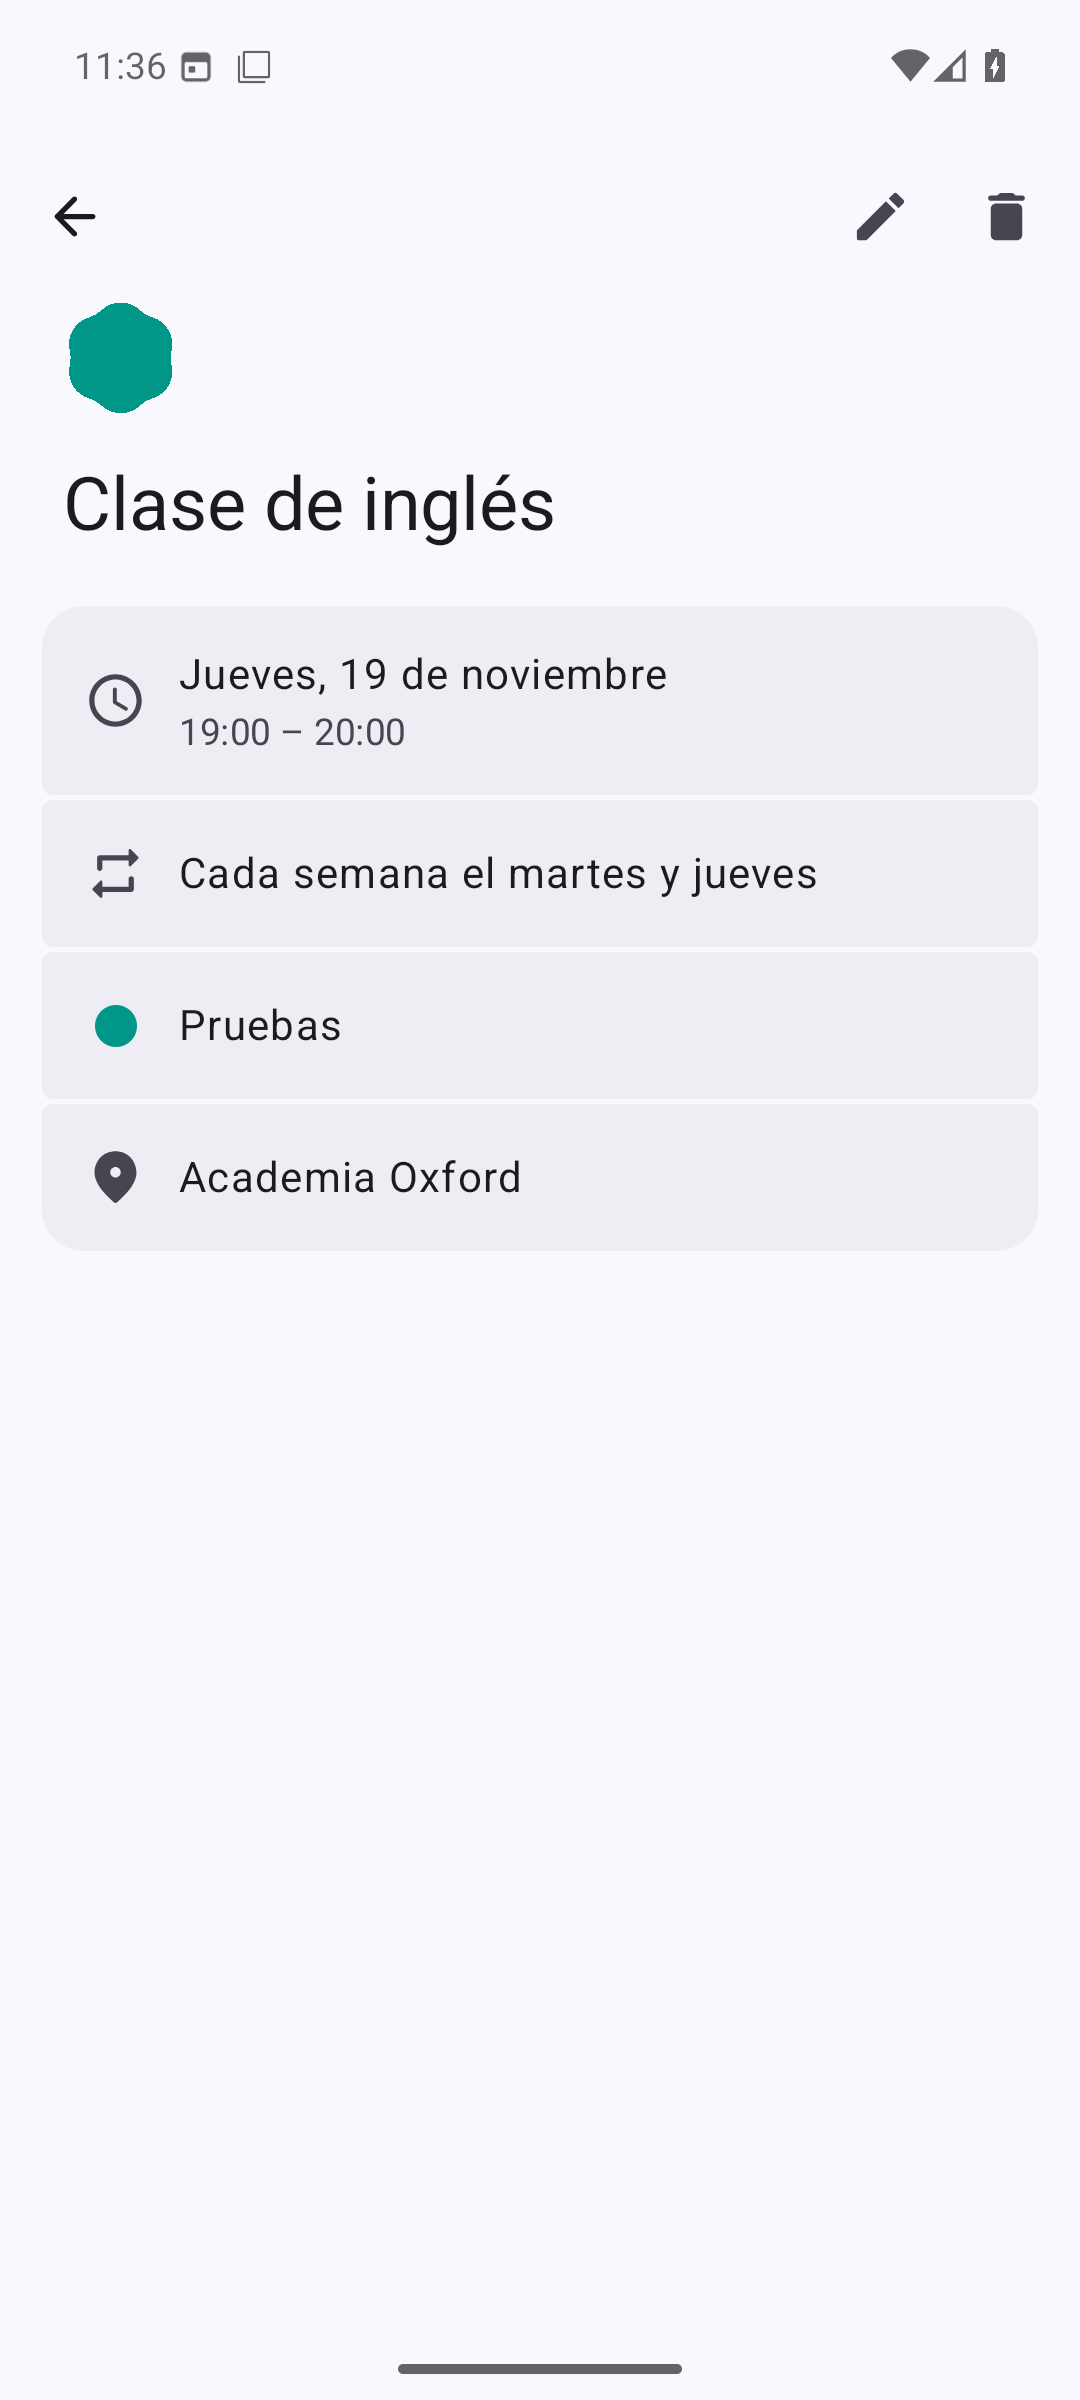 11:36
Clase de inglés
Jueves, 19 de noviembre
19:00 – 20:00
Cada semana el martes y jueves
Pruebas
Academia Oxford